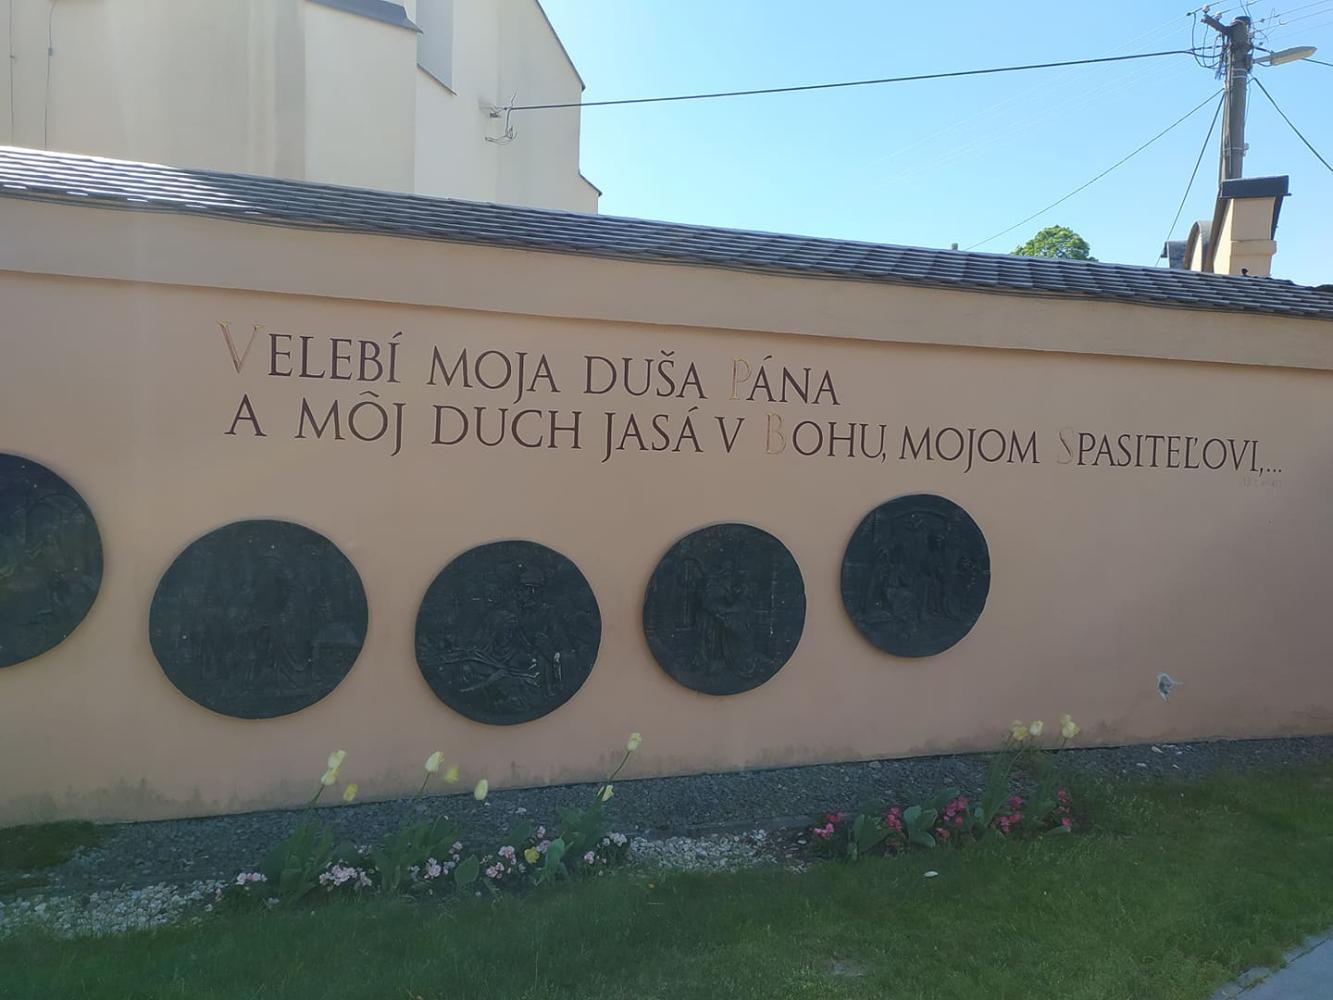 VELEBÍ MOJA DUŠA PÁNA
A MÔJ DUCH JASÁ V BOHU, MOJOM SPASITEĽOVI,...